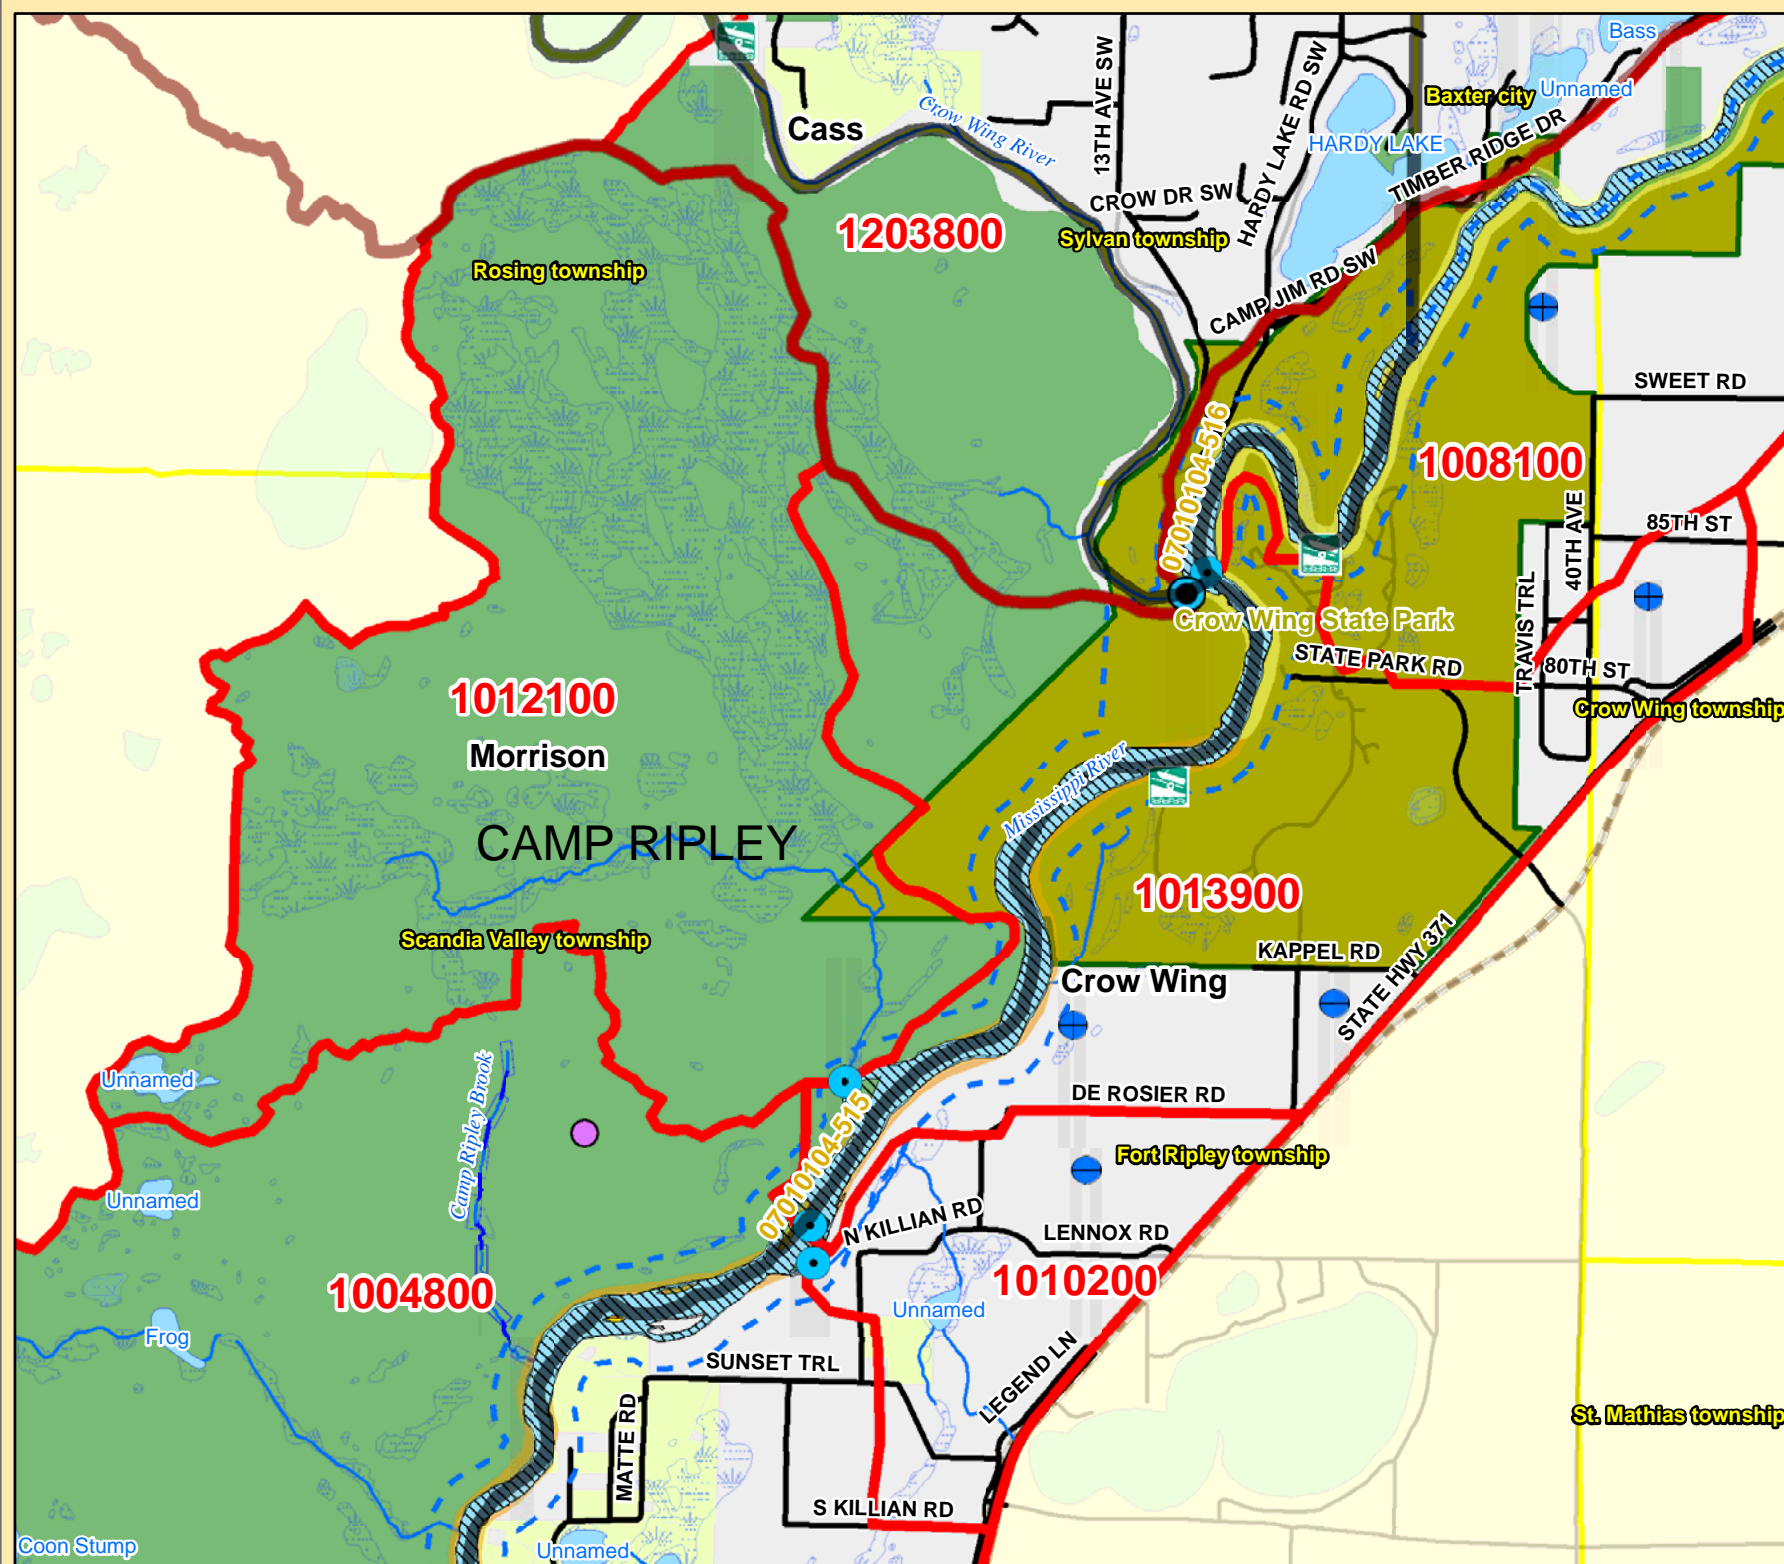 Bass
Unnamed
Baxter city
13TH AVE SW
HARDY LAKE RD SW
Cass
Crow Wing River
HARDY LAKE
TIMBER RIDGE DR
CROW DR SW
1203800
Sylvan township
Rosing township
CAMP JIM RD SW
SWEET RD
07010104-516
1008100
85TH ST
40TH AVE
Crow Wing State Park
STATE PARK RD
TRAVIS TRL
80TH ST
1012100
Crow Wing township
Morrison
Mississippi River
CAMP RIPLEY
1013900
Scandia Valley township
KAPPEL RD
STATE HWY 371
Crow Wing
Unnamed
Camp Ripley Brook
DE ROSIER RD
07010104-515
Fort Ripley township
Unnamed
N KILLIAN RD
LENNOX RD
1004800
1010200
Unnamed
Frog
SUNSET TRL
LEGEND LN
MATTE RD
St. Mathias township
S KILLIAN RD
Coon Stump
Unnamed